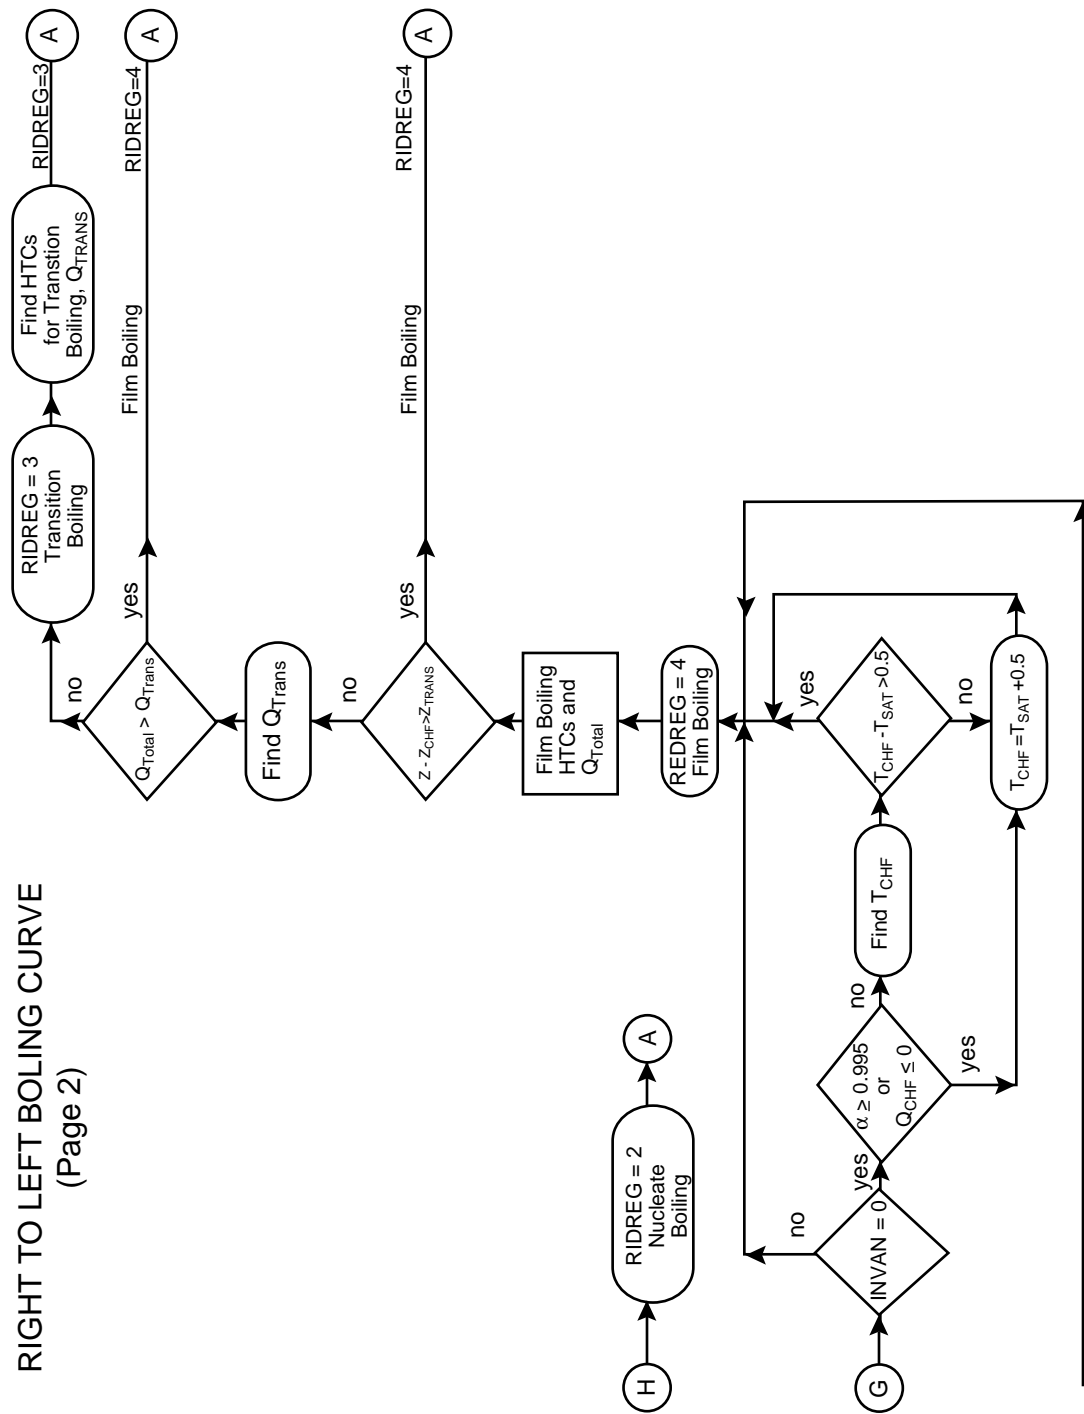 RIGHT TO LEFT BOLING CURVE
(Page 2)
H
RIDREG = 2
Nucleate
Boiling
A
G
INVAN = 0
no
yes
α ≥ 0.995
or
Q_CHF ≤ 0
no
yes
Find T_CHF
T_CHF - T_SAT >0.5
yes
no
T_CHF = T_SAT +0.5
REDREG = 4
Film Boiling
Film Boiling
HTCs and
Q_Total
Z - Z_CHF>Z_TRANS
yes
no
Film Boiling
RIDREG=4
A
Find Q_Trans
Q_Total > Q_Trans
yes
no
Film Boiling
RIDREG=4
A
RIDREG = 3
Transition
Boiling
Find HTCs
for Transtion
Boiling, Q_TRANS
RIDREG=3
A